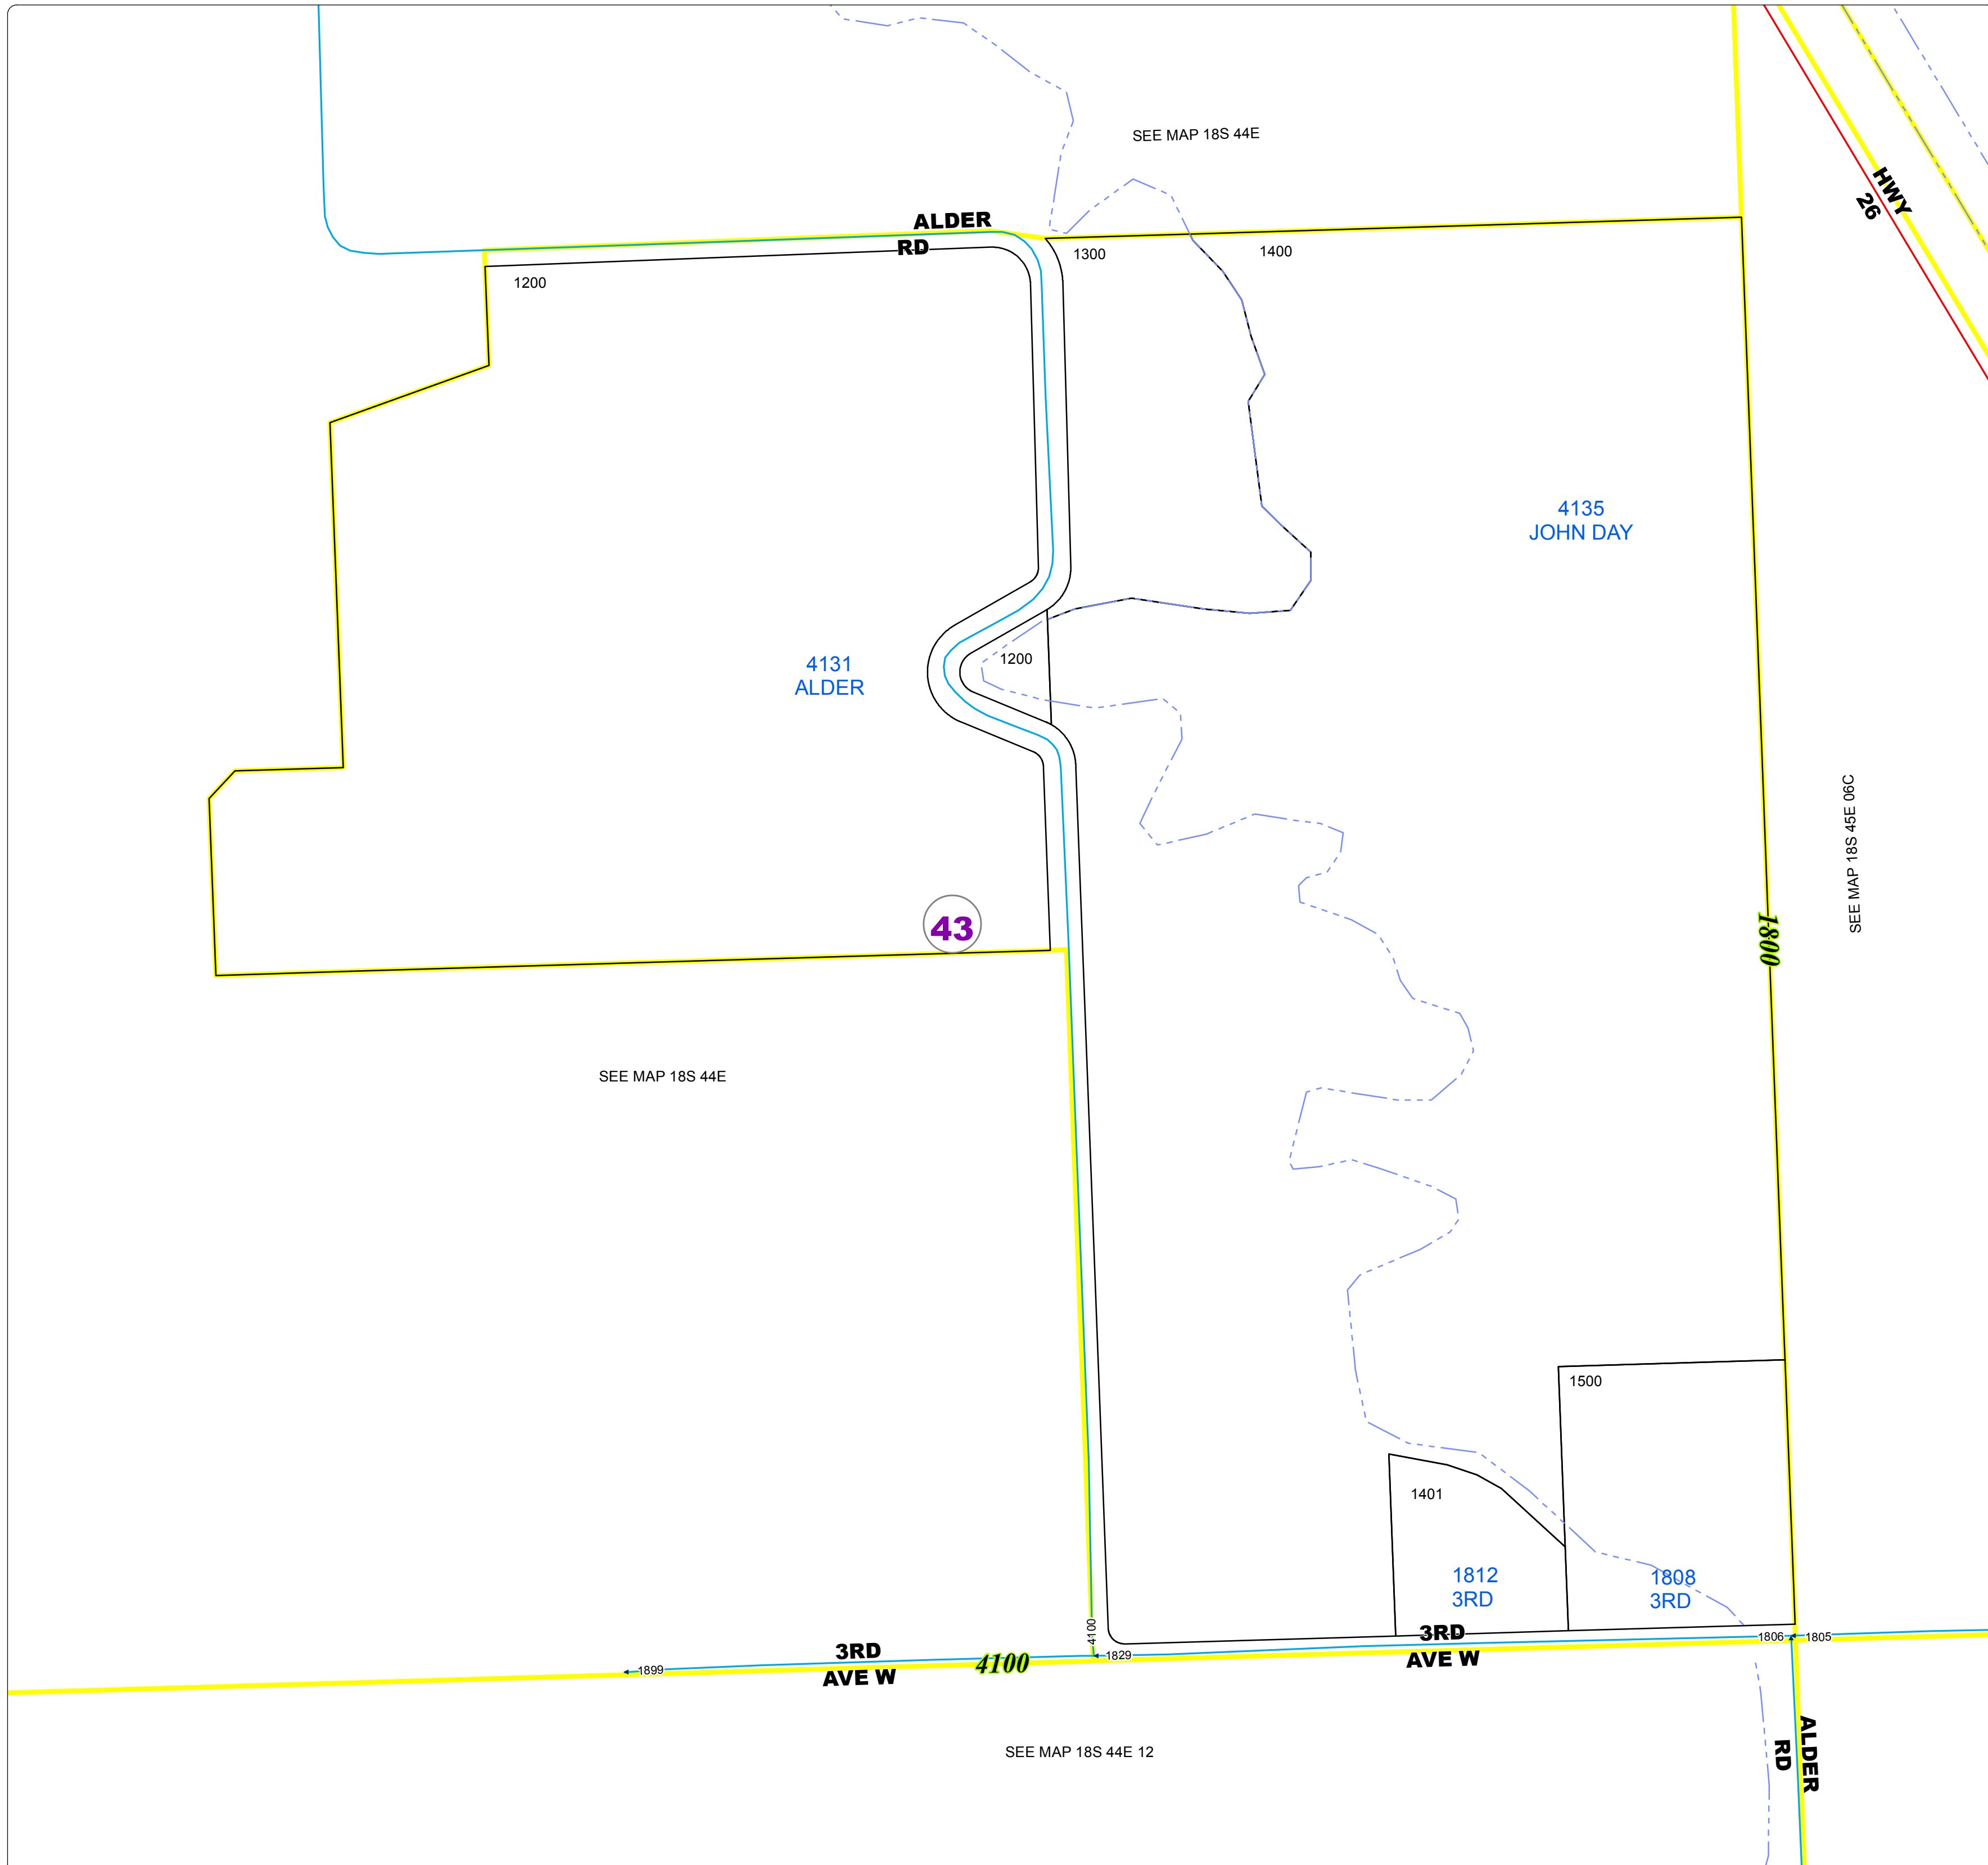 SEE MAP 18S 44E
HWY
26
ALDER
RD
1300
1400
1200
4135
JOHN DAY
4131
ALDER
1200
SEE MAP 18S 45E 06C
43
1800
SEE MAP 18S 44E
1500
1401
1812
3RD
1808
3RD
4100
3RD
AVE W
4100
1899
1829
3RD
AVE W
1806
1805
ALDER
RD
SEE MAP 18S 44E 12